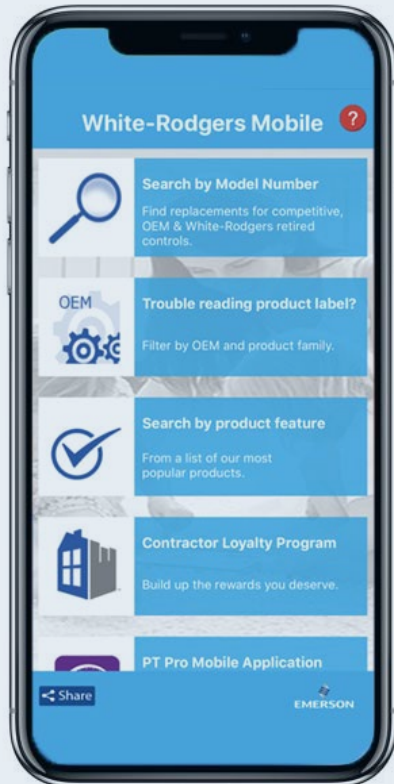 White-Rodgers Mobile
?
Search by Model Number
Find replacements for competitive,
OEM & White-Rodgers retired
controls.
OEM
Trouble reading product label?
Filter by OEM and product family.
Search by product feature
From a list of our most
popular products.
Contractor Loyalty Program
Build up the rewards you deserve.
PT Pro Mobile Application
Share
EMERSON